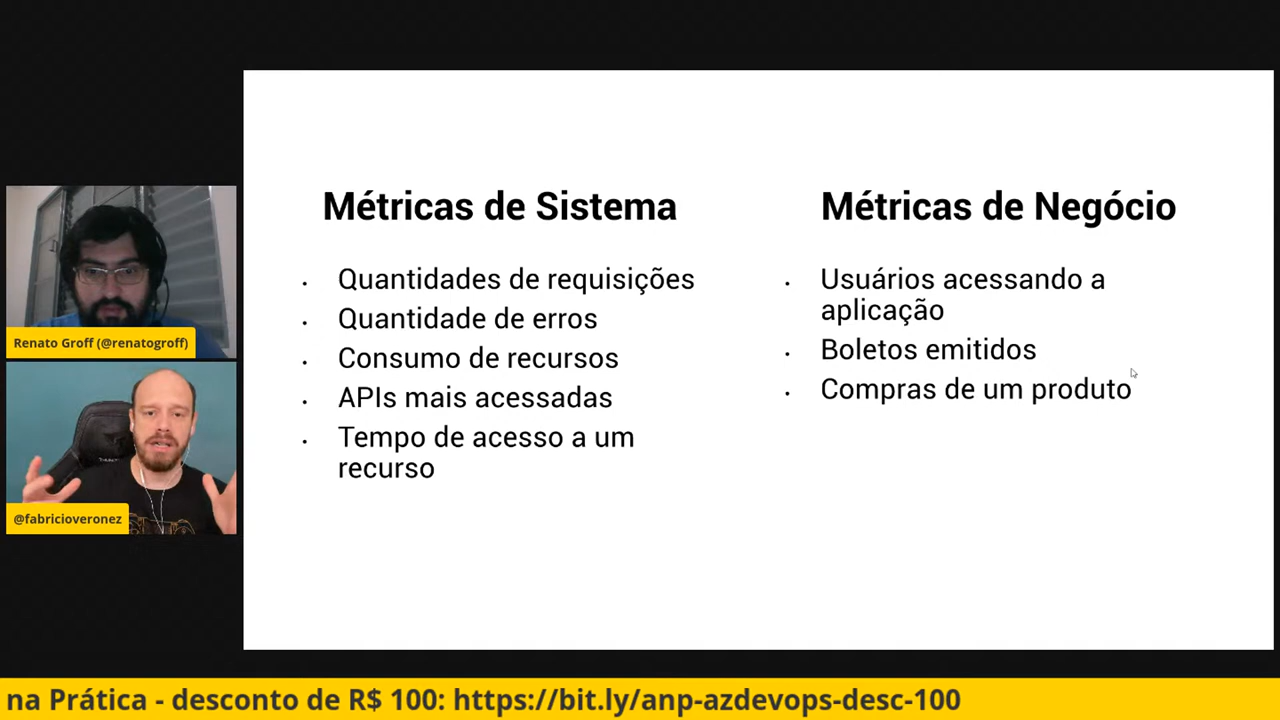 Renato Groff (@renatogroff)
@fabricioveronez
Métricas de Sistema
• Quantidades de requisições
• Quantidade de erros
• Consumo de recursos
• APIs mais acessadas
• Tempo de acesso a um
recurso
Métricas de Negócio
• Usuários acessando a
aplicação
• Boletos emitidos
• Compras de um produto
na Prática - desconto de R$ 100: https://bit.ly/anp-azdevops-desc-100